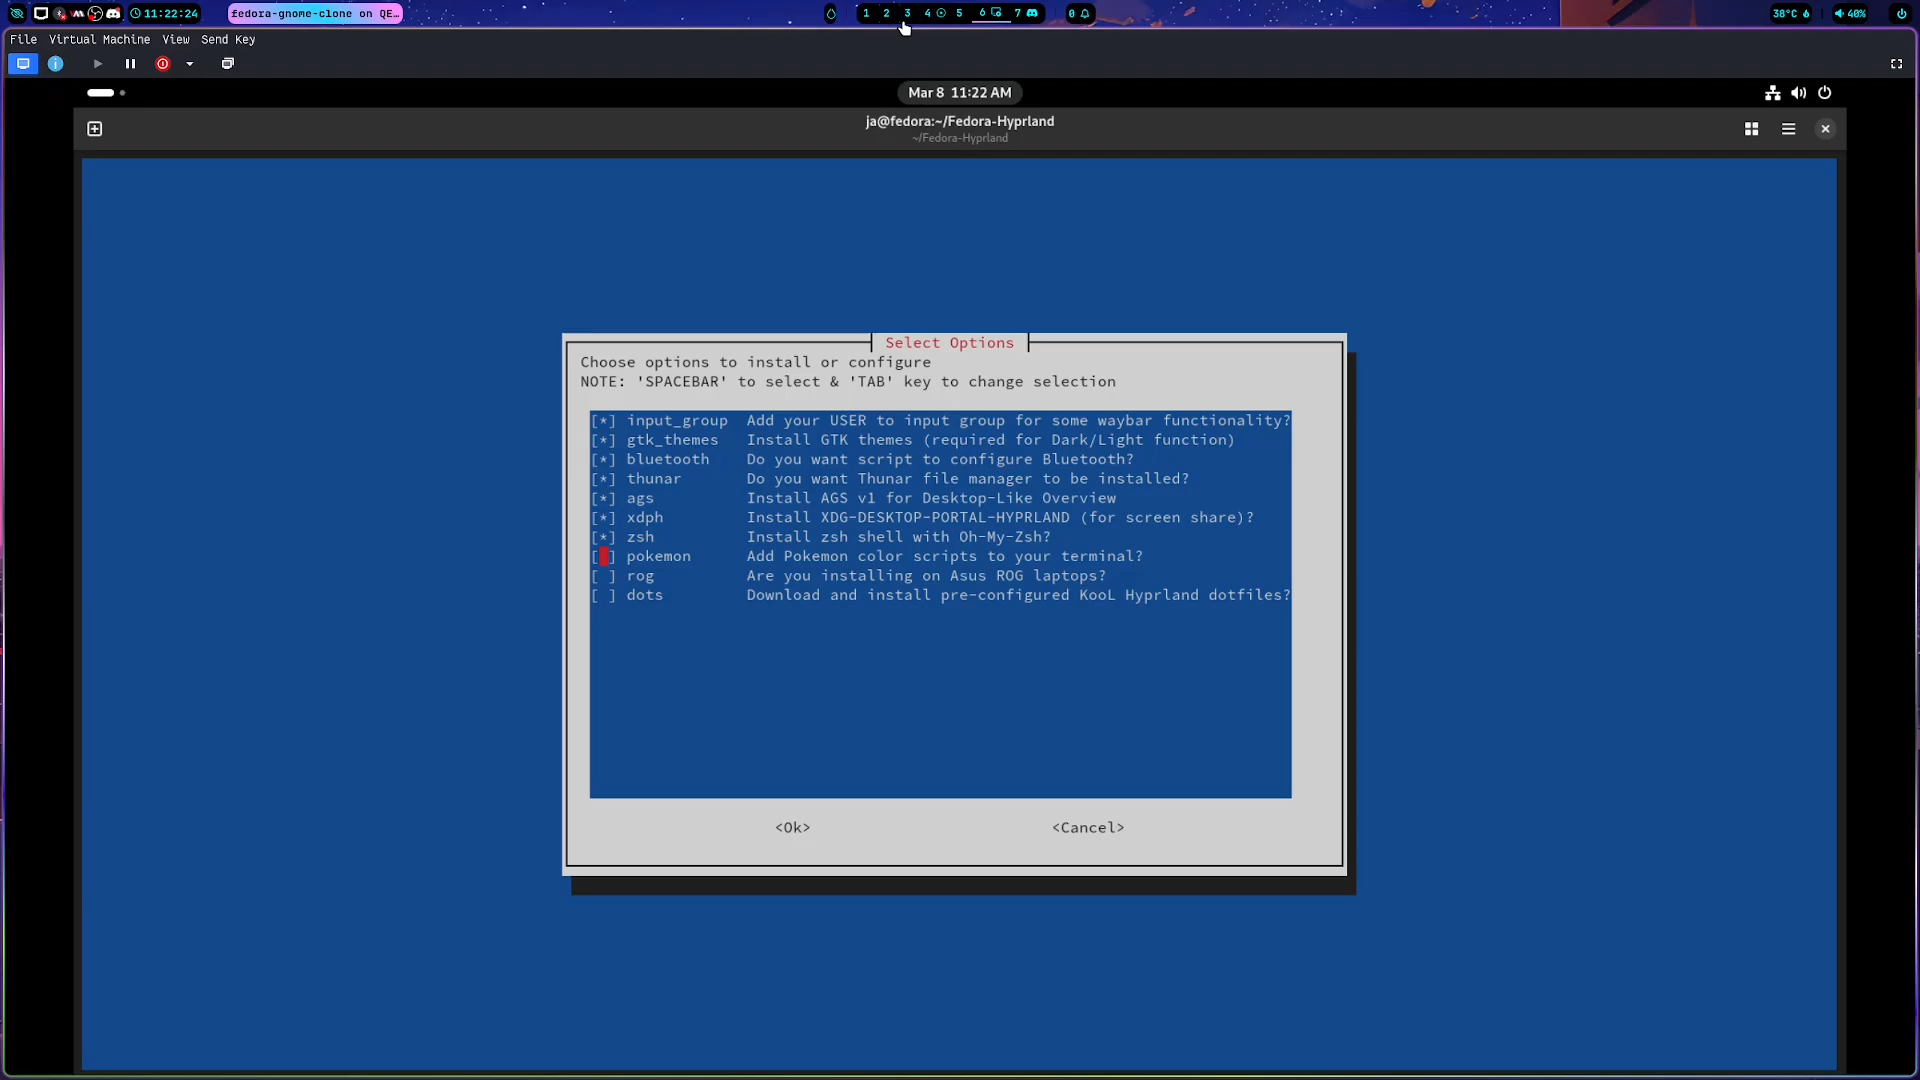 11:22:24 fedora-gnome-clone on QE… 1 2 3 4 5 6 7 0 38°C 40%
File Virtual Machine View Send Key
Mar 8 11:22 AM
ja@fedora:~/Fedora-Hyprland
~/Fedora-Hyprland
Select Options
Choose options to install or configure
NOTE: 'SPACEBAR' to select & 'TAB' key to change selection
[*] input_group Add your USER to input group for some waybar functionality?
[*] gtk_themes Install GTK themes (required for Dark/Light function)
[*] bluetooth Do you want script to configure Bluetooth?
[*] thunar Do you want Thunar file manager to be installed?
[*] ags Install AGS v1 for Desktop-Like Overview
[*] xdph Install XDG-DESKTOP-PORTAL-HYPRLAND (for screen share)?
[*] zsh Install zsh shell with Oh-My-Zsh?
[ ] pokemon Add Pokemon color scripts to your terminal?
[ ] rog Are you installing on Asus ROG laptops?
[ ] dots Download and install pre-configured KooL Hyprland dotfiles?
<Ok> <Cancel>